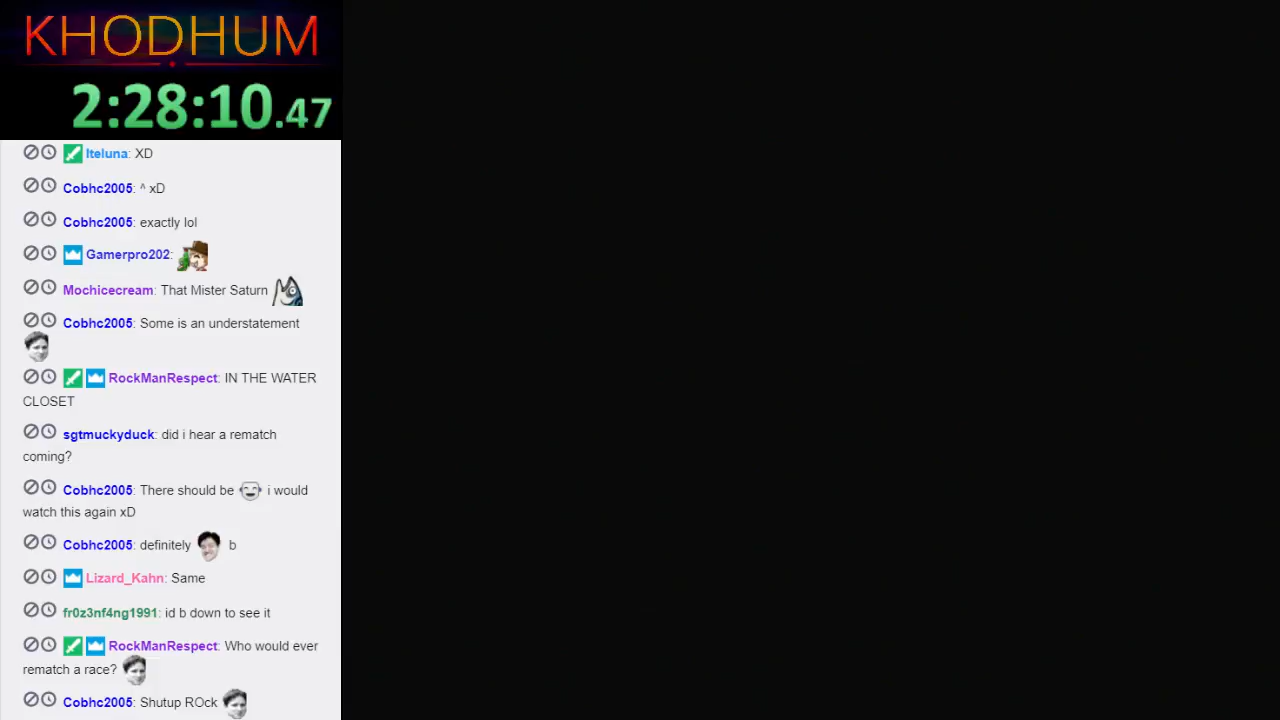 KHODHUM
2:28:10.47
Iteluna: XD
Cobhc2005: ^ xD
Cobhc2005: exactly lol
Gamerpro202:
Mochicecream: That Mister Saturn
Cobhc2005: Some is an understatement
RockManRespect: IN THE WATER
CLOSET
sgtmuckyduck: did i hear a rematch
coming?
Cobhc2005: There should be i would
watch this again xD
Cobhc2005: definitely b
Lizard_Kahn: Same
fr0z3nf4ng1991: id b down to see it
RockManRespect: Who would ever
rematch a race?
Cobhc2005: Shutup ROck